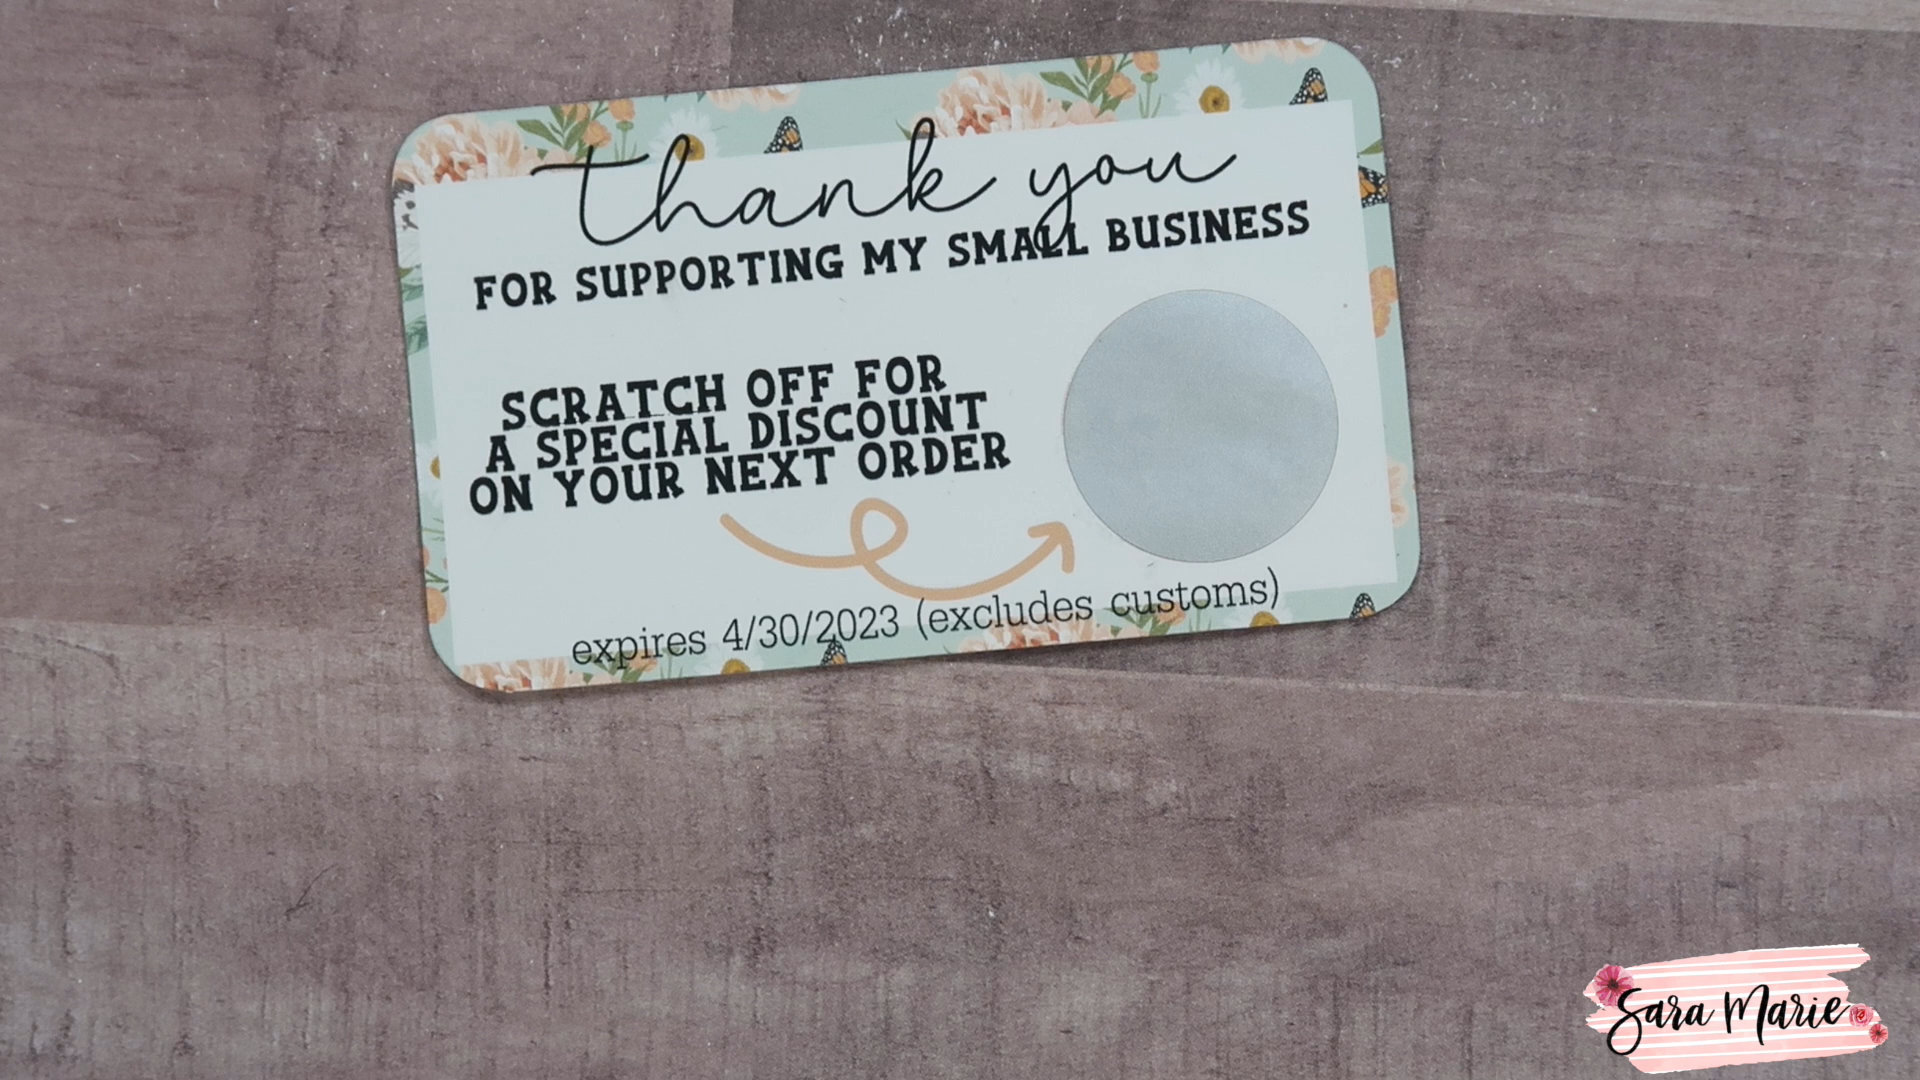 thank you
FOR SUPPORTING MY SMALL BUSINESS
SCRATCH OFF FOR
A SPECIAL DISCOUNT
ON YOUR NEXT ORDER
expires 4/30/2023 (excludes customs)
Sara Marie